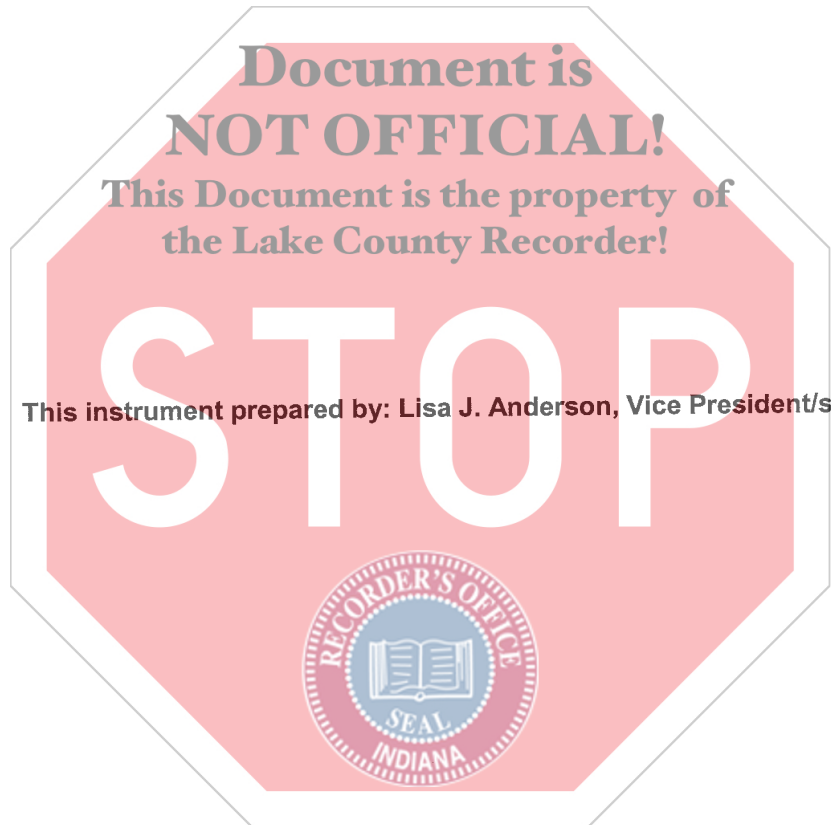 Document is
NOT OFFICIAL!
This Document is the property of
the Lake County Recorder!
STOP
This instrument prepared by: Lisa J. Anderson, Vice President/s
RECORDER'S OFFICE
SEAL
INDIANA